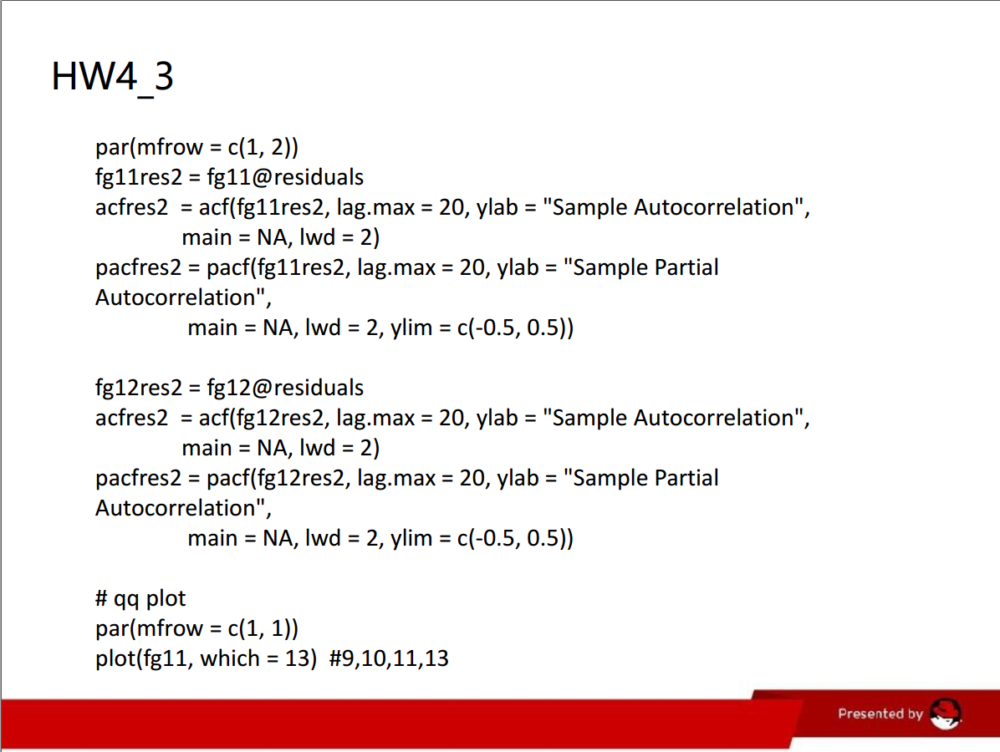 HW4_3
par(mfrow = c(1, 2))
fg11res2 = fg11@residuals
acfres2  = acf(fg11res2, lag.max = 20, ylab = "Sample Autocorrelation",
main = NA, lwd = 2)
pacfres2 = pacf(fg11res2, lag.max = 20, ylab = "Sample Partial
Autocorrelation",
main = NA, lwd = 2, ylim = c(-0.5, 0.5))
fg12res2 = fg12@residuals
acfres2  = acf(fg12res2, lag.max = 20, ylab = "Sample Autocorrelation",
main = NA, lwd = 2)
pacfres2 = pacf(fg12res2, lag.max = 20, ylab = "Sample Partial
Autocorrelation",
main = NA, lwd = 2, ylim = c(-0.5, 0.5))
# qq plot
par(mfrow = c(1, 1))
plot(fg11, which = 13)  #9,10,11,13
Presented by